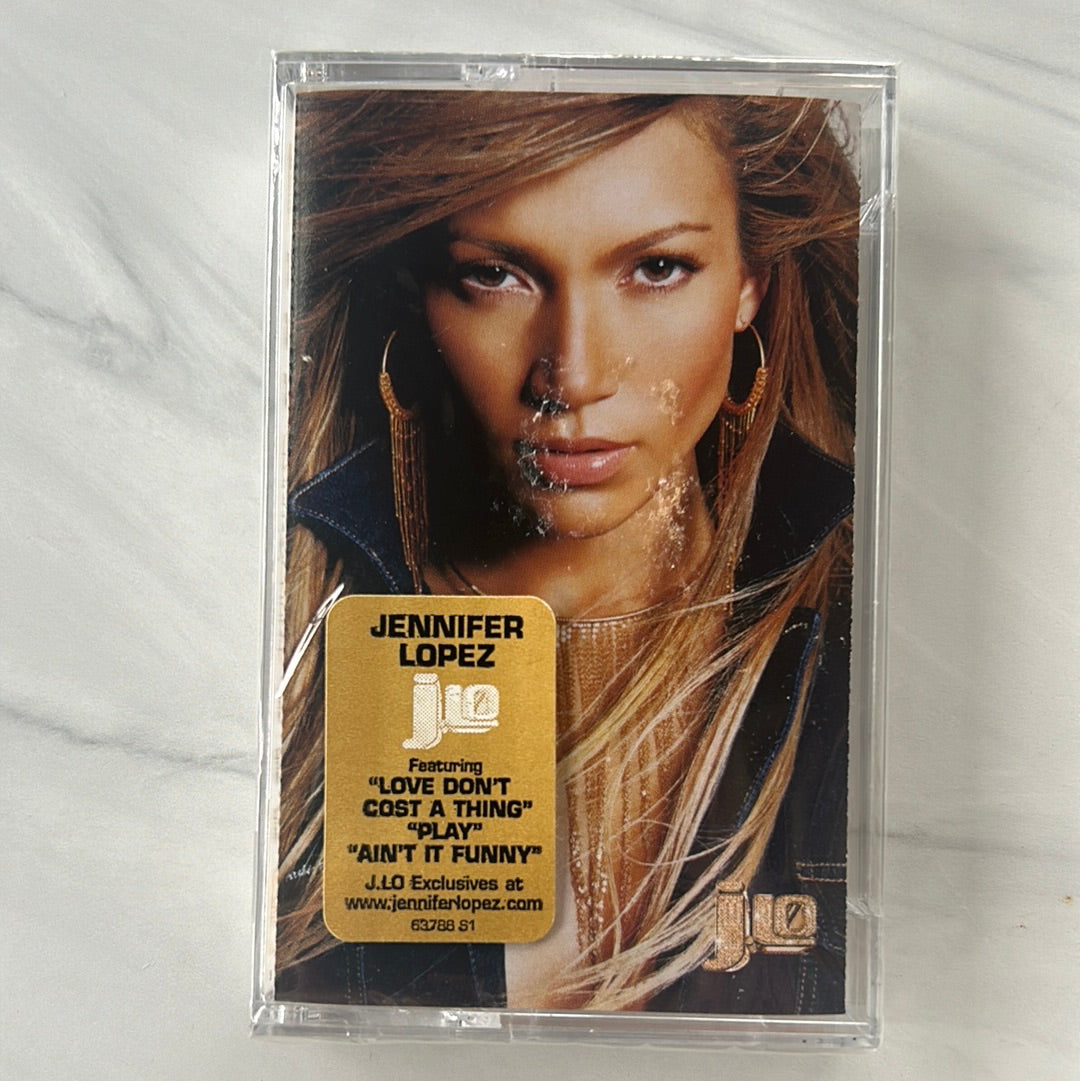 JENNIFER
LOPEZ
J.LO
Featuring
"LOVE DON'T
COST A THING"
"PLAY"
"AIN'T IT FUNNY"
J.LO Exclusives at
www.jenniferlopez.com
63788 S1
J.LO